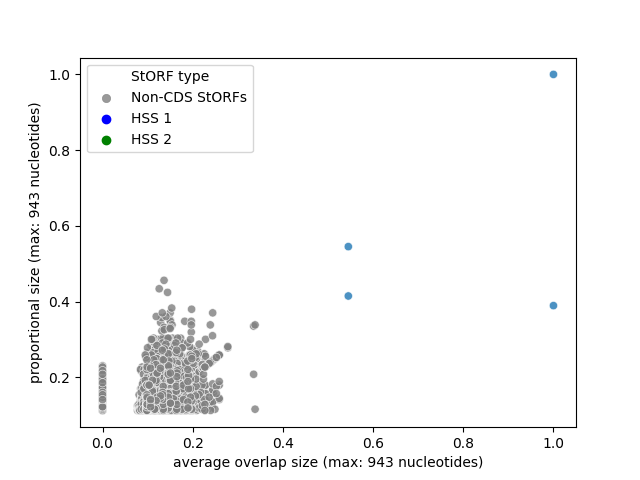 StORF type
Non-CDS StORFs
HSS 1
HSS 2
proportional size (max: 943 nucleotides)
1.0
0.8
0.6
0.4
0.2
0.0 0.2 0.4 0.6 0.8 1.0
average overlap size (max: 943 nucleotides)